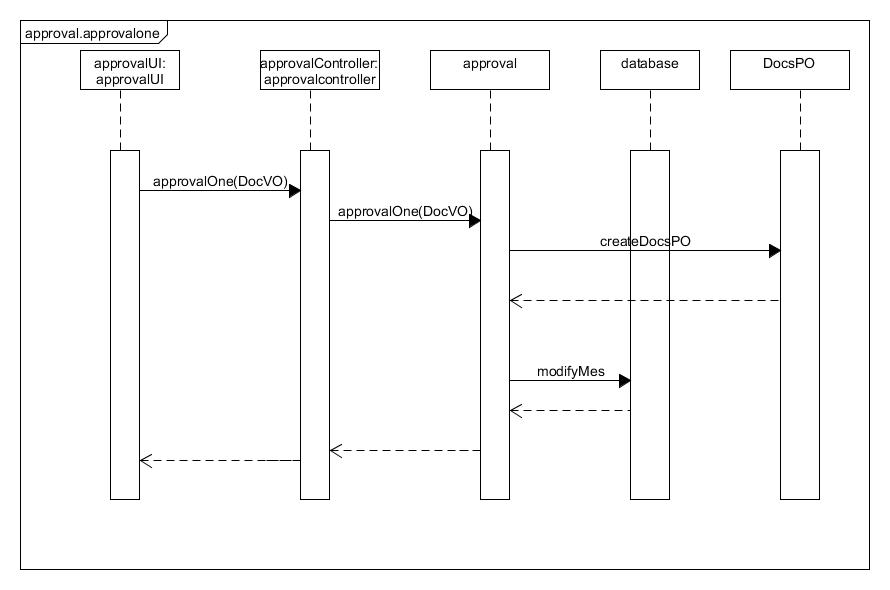 approval.approvalone
approvalUI:
approvalUI
approvalController:
approvalcontroller
approval
database
DocsPO
approvalOne(DocVO)
approvalOne(DocVO)
createDocsPO
modifyMes